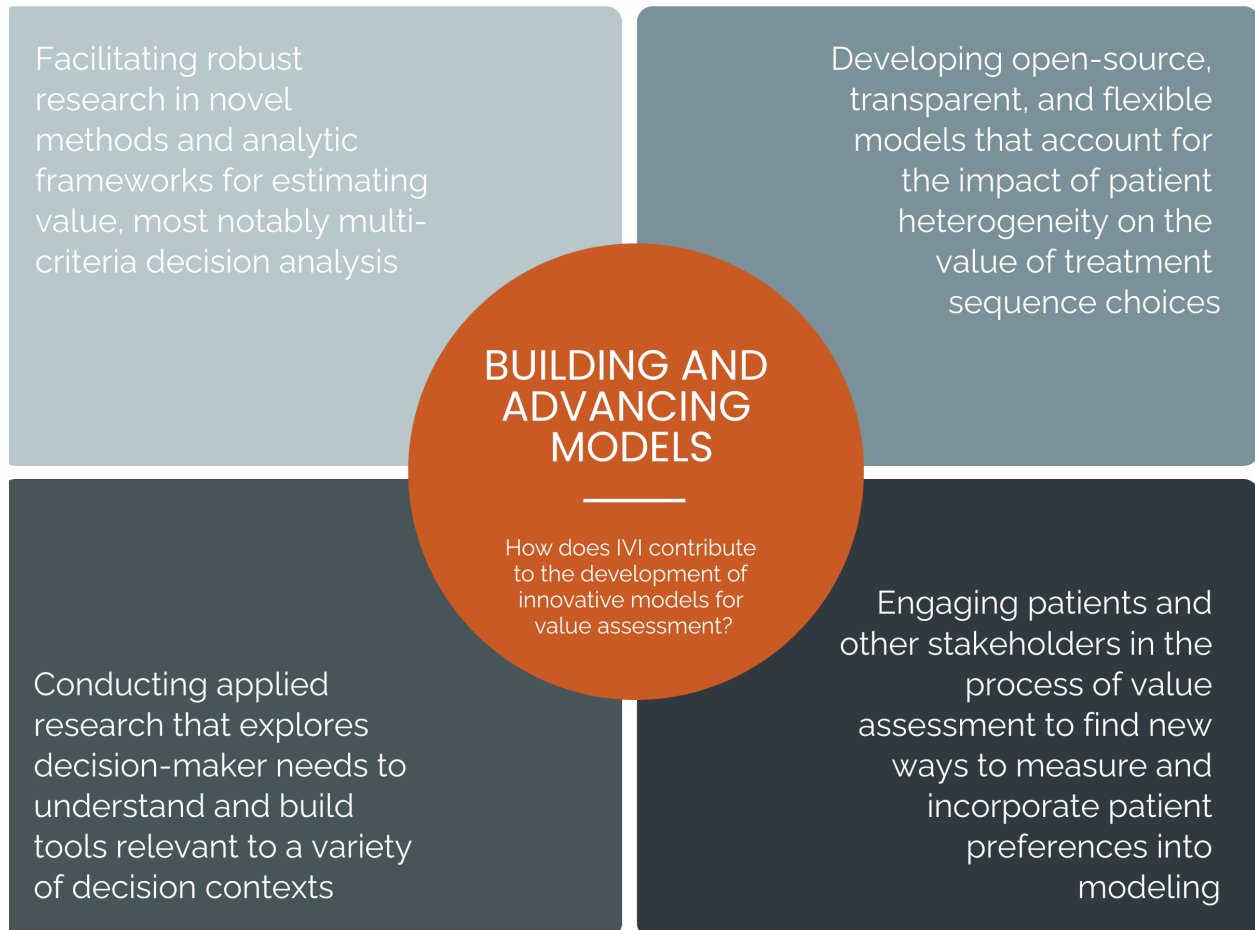 Facilitating robust
research in novel
methods and analytic
frameworks for estimating
value, most notably multi-
criteria decision analysis
Developing open-source,
transparent, and flexible
models that account for
the impact of patient
heterogeneity on the
value of treatment
sequence choices
BUILDING AND
ADVANCING
MODELS
How does IVI contribute
to the development of
innovative models for
value assessment?
Conducting applied
research that explores
decision-maker needs to
understand and build
tools relevant to a variety
of decision contexts
Engaging patients and
other stakeholders in the
process of value
assessment to find new
ways to measure and
incorporate patient
preferences into
modeling